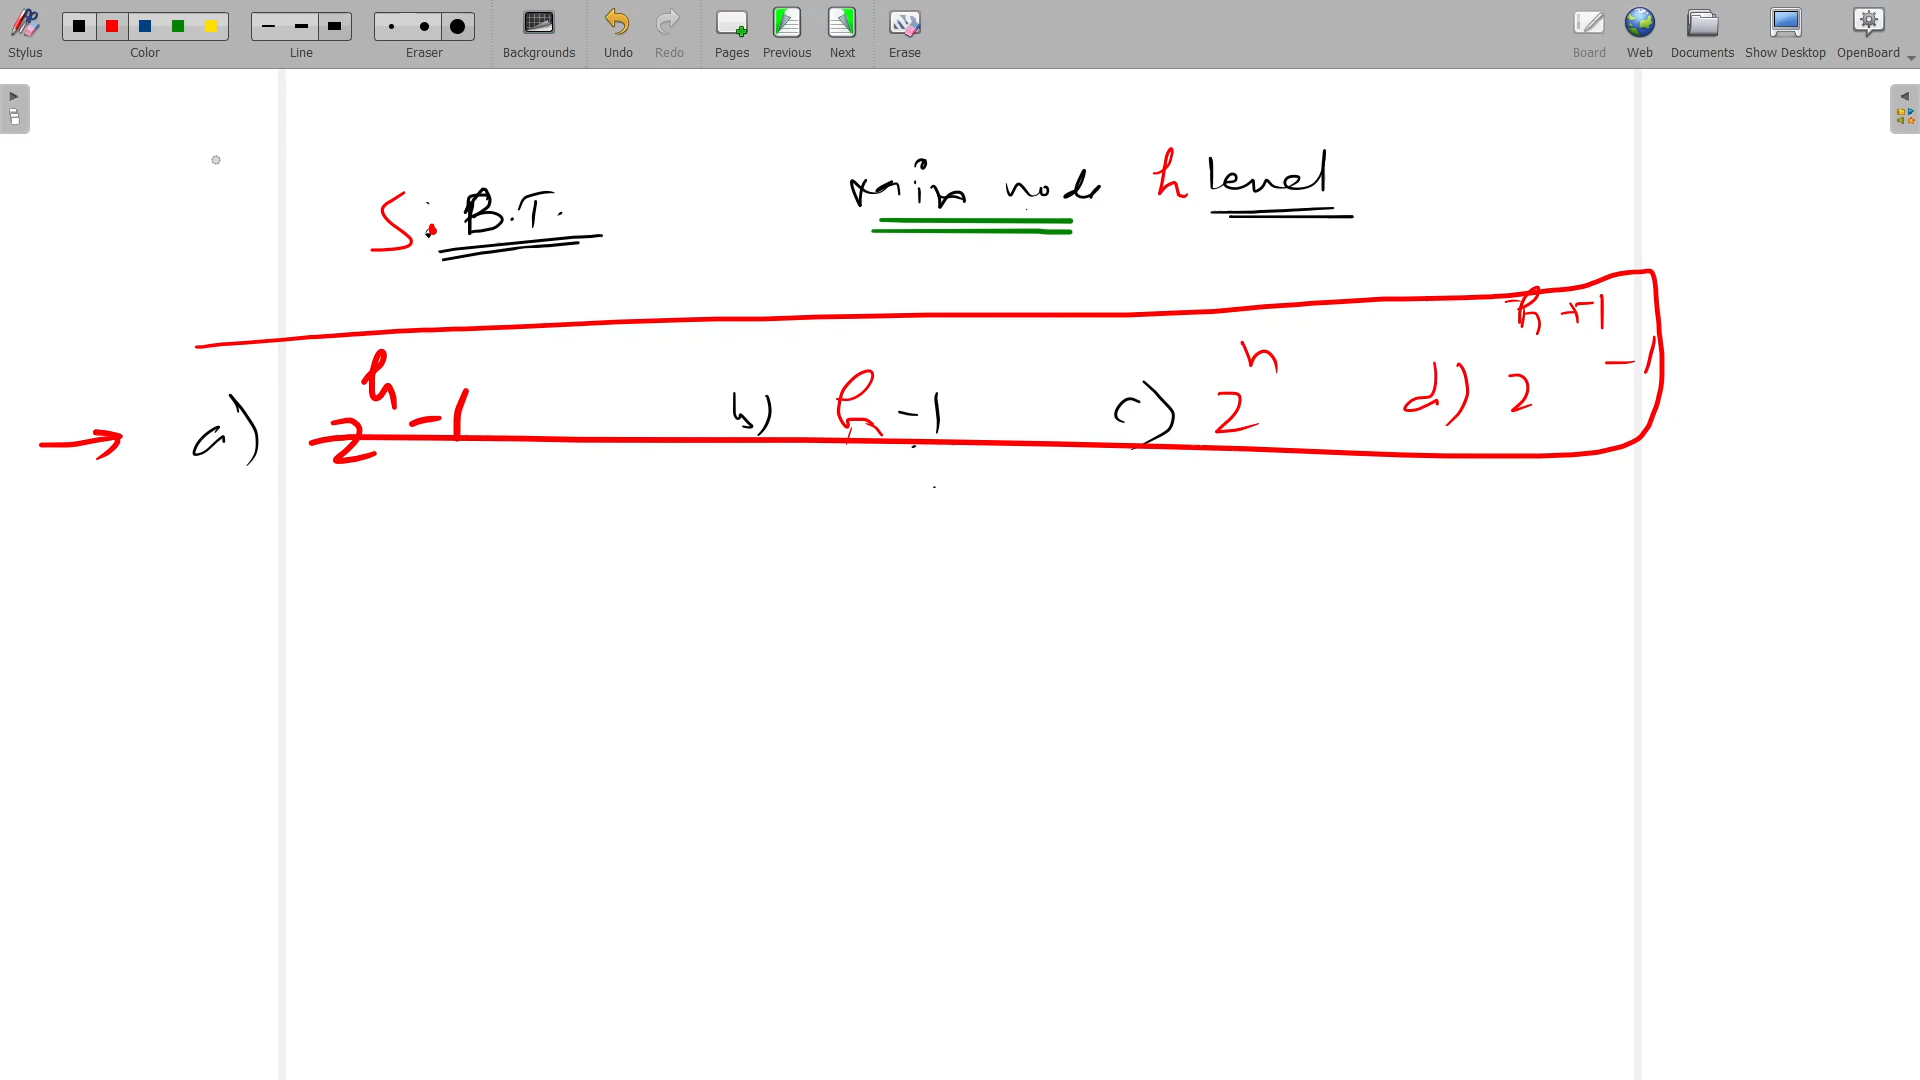 Stylus Color Line Eraser Backgrounds Undo Redo Pages Previous Next Erase Board Web Documents Show Desktop OpenBoard
S. B.T. min node h level
a) 2^h -1 b) h -1 c) 2^h d) 2^h+1 -1